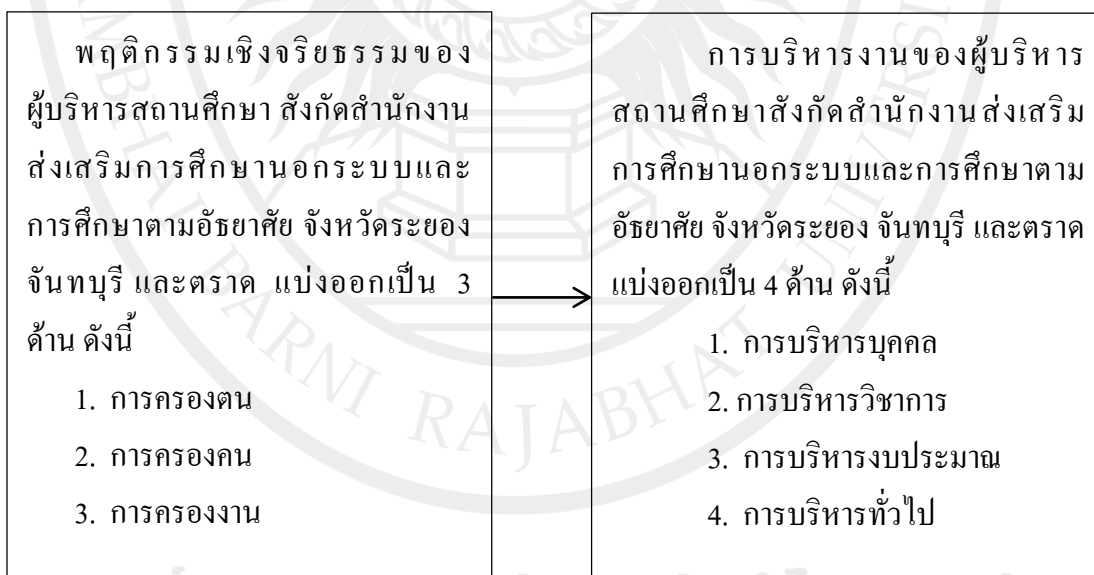 พฤติกรรมเชิงจริยธรรมของ
ผู้บริหารสถานศึกษา สังกัดสำนักงาน
ส่งเสริมการศึกษานอกระบบและ
การศึกษาตามอัธยาศัย จังหวัดระยอง
จันทบุรี และตราด แบ่งออกเป็น 3
ด้าน ดังนี้
1. การครองตน
2. การครองคน
3. การครองงาน
การบริหารงานของผู้บริหาร
สถานศึกษาสังกัดสำนักงานส่งเสริม
การศึกษานอกระบบและการศึกษาตาม
อัธยาศัย จังหวัดระยอง จันทบุรี และตราด
แบ่งออกเป็น 4 ด้าน ดังนี้
1. การบริหารบุคคล
2. การบริหารวิชาการ
3. การบริหารงบประมาณ
4. การบริหารทั่วไป
BARNI RAJABHAT